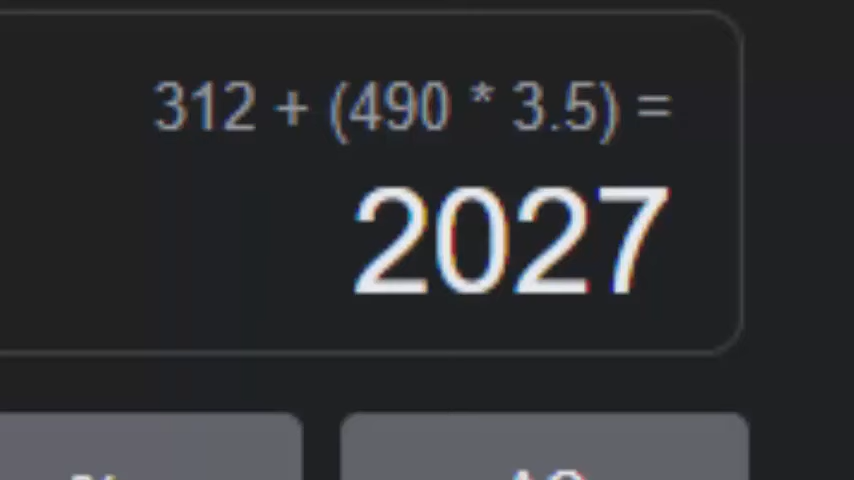 312 + (490 * 3.5) =
2027